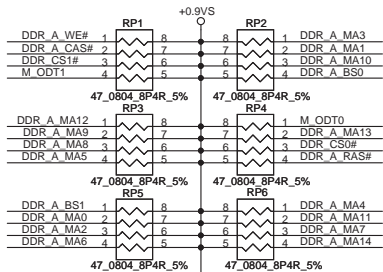 +0.9VS
RP1 RP2
DDR_A_WE# 1 8 8 1 DDR_A_MA3
DDR_A_CAS# 2 7 7 2 DDR_A_MA1
DDR_CS1# 3 6 6 3 DDR_A_MA10
M_ODT1 4 5 5 4 DDR_A_BS0
47_0804_8P4R_5% 47_0804_8P4R_5%
RP3 RP4
DDR_A_MA12 1 8 8 1 M_ODT0
DDR_A_MA9 2 7 7 2 DDR_A_MA13
DDR_A_MA8 3 6 6 3 DDR_CS0#
DDR_A_MA5 4 5 5 4 DDR_A_RAS#
47_0804_8P4R_5% 47_0804_8P4R_5%
RP5 RP6
DDR_A_BS1 1 8 8 1 DDR_A_MA4
DDR_A_MA0 2 7 7 2 DDR_A_MA11
DDR_A_MA2 3 6 6 3 DDR_A_MA7
DDR_A_MA6 4 5 5 4 DDR_A_MA14
47_0804_8P4R_5% 47_0804_8P4R_5%